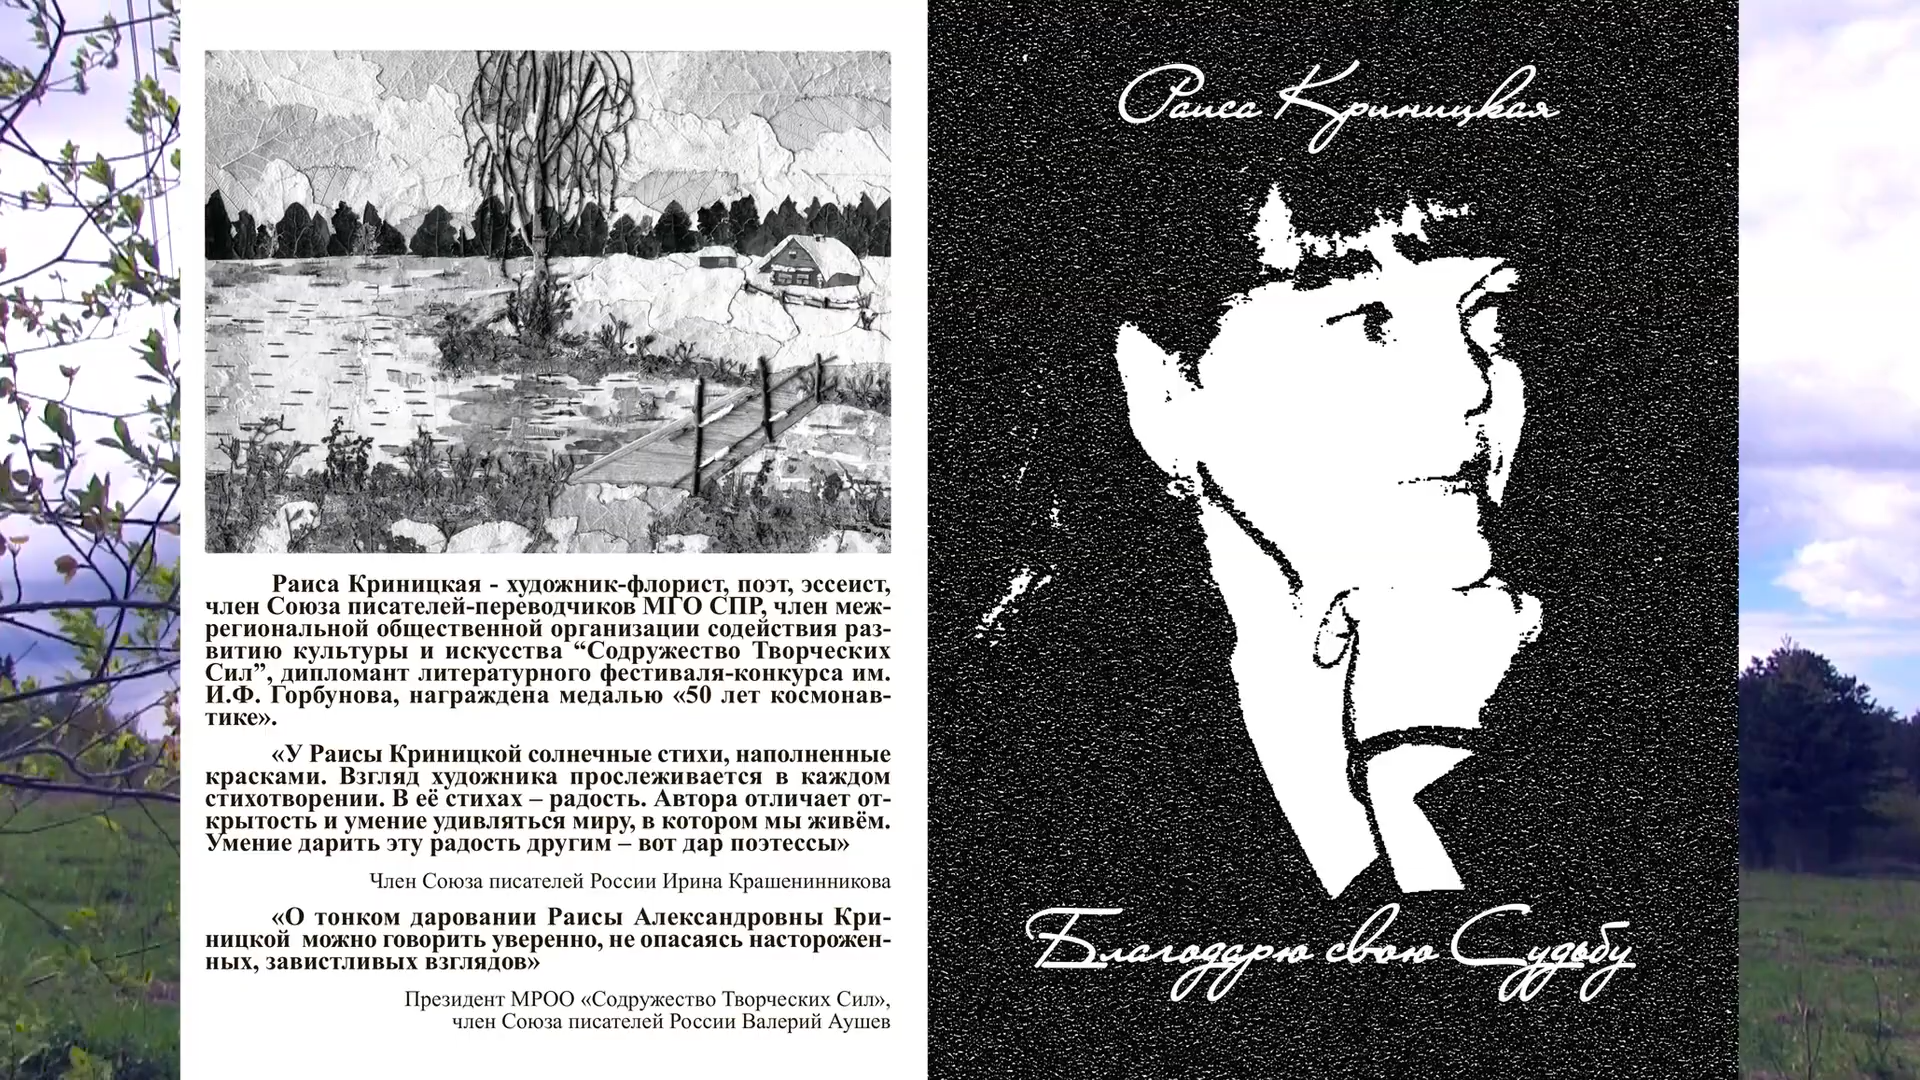 Раиса Криницкая - художник-флорист, поэт, эссеист,
член Союза писателей-переводчиков МГО СПР, член меж-
региональной общественной организации содействия раз-
витию культуры и искусства “Содружество Творческих
Сил”, дипломант литературного фестиваля-конкурса им.
И.Ф. Горбунова, награждена медалью «50 лет космонав-
тике».
«У Раисы Криницкой солнечные стихи, наполненные
красками. Взгляд художника прослеживается в каждом
стихотворении. В её стихах – радость. Автора отличает от-
крытость и умение удивляться миру, в котором мы живём.
Умение дарить эту радость другим – вот дар поэтессы»
Член Союза писателей России Ирина Крашенинникова
«О тонком даровании Раисы Александровны Кри-
ницкой можно говорить уверенно, не опасаясь насторожен-
ных, завистливых взглядов»
Президент МРОО «Содружество Творческих Сил»,
член Союза писателей России Валерий Аушев
Раиса Криницкая
Благодарю свою Судьбу